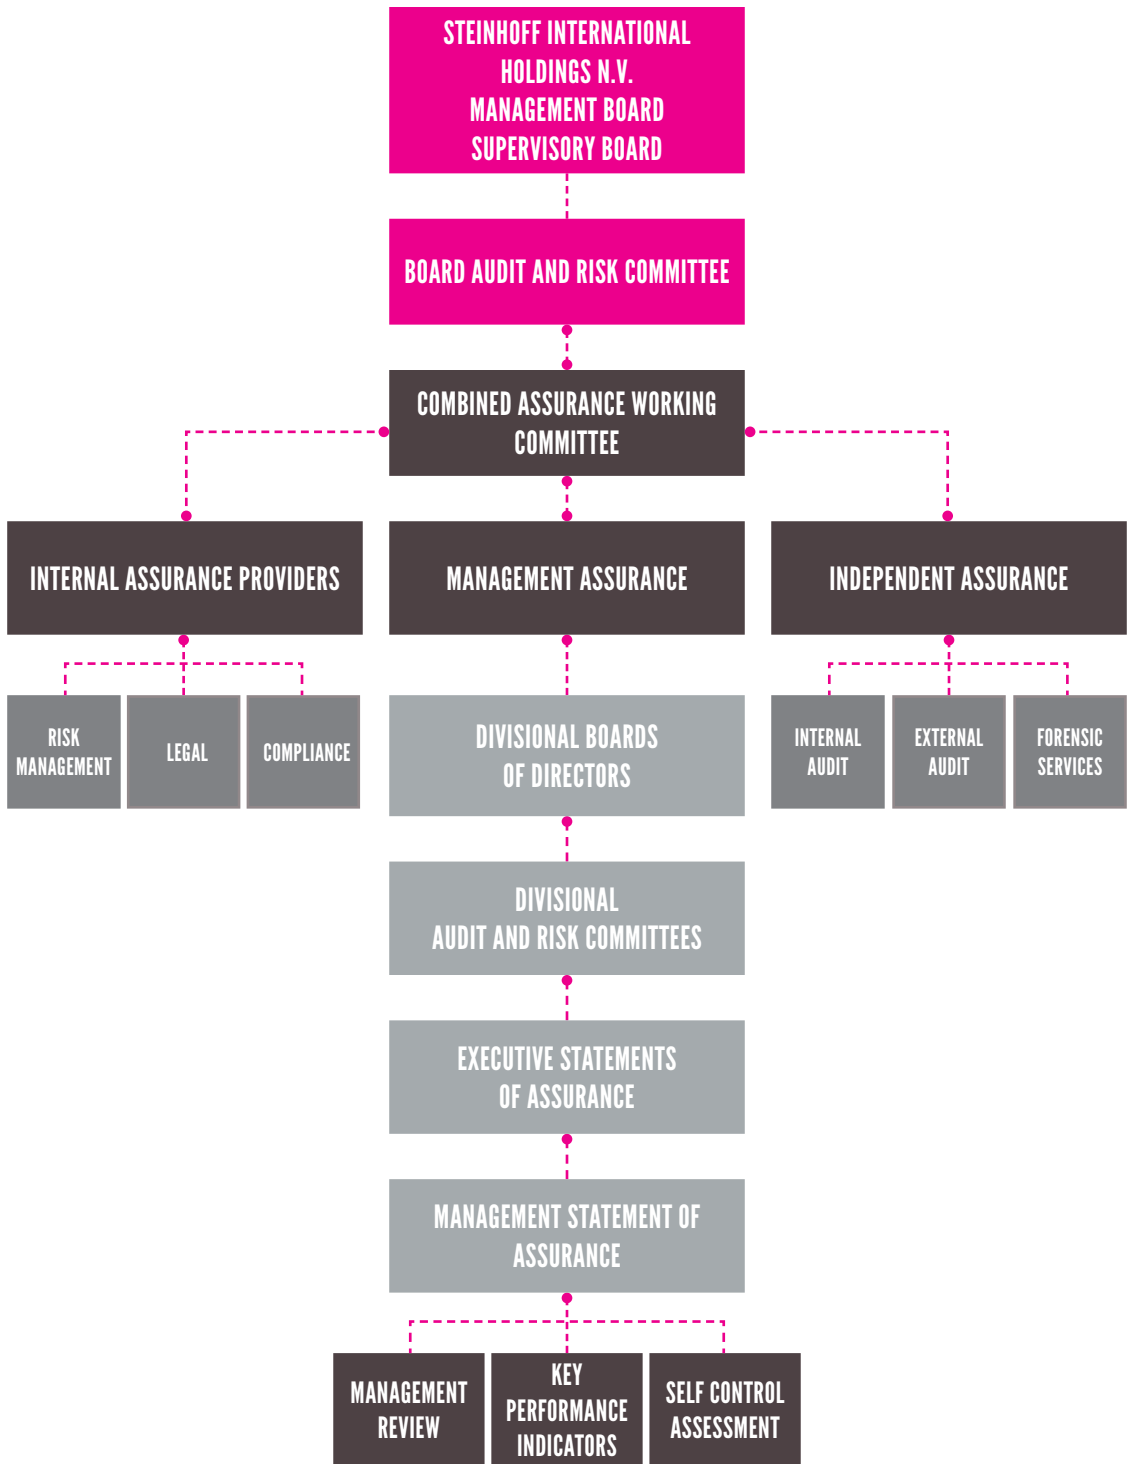 STEINHOFF INTERNATIONAL
HOLDINGS N.V.
MANAGEMENT BOARD
SUPERVISORY BOARD
BOARD AUDIT AND RISK COMMITTEE
COMBINED ASSURANCE WORKING
COMMITTEE
INTERNAL ASSURANCE PROVIDERS
MANAGEMENT ASSURANCE
INDEPENDENT ASSURANCE
RISK
MANAGEMENT
LEGAL
COMPLIANCE
DIVISIONAL BOARDS
OF DIRECTORS
INTERNAL
AUDIT
EXTERNAL
AUDIT
FORENSIC
SERVICES
DIVISIONAL
AUDIT AND RISK COMMITTEES
EXECUTIVE STATEMENTS
OF ASSURANCE
MANAGEMENT STATEMENT OF
ASSURANCE
MANAGEMENT
REVIEW
KEY
PERFORMANCE
INDICATORS
SELF CONTROL
ASSESSMENT